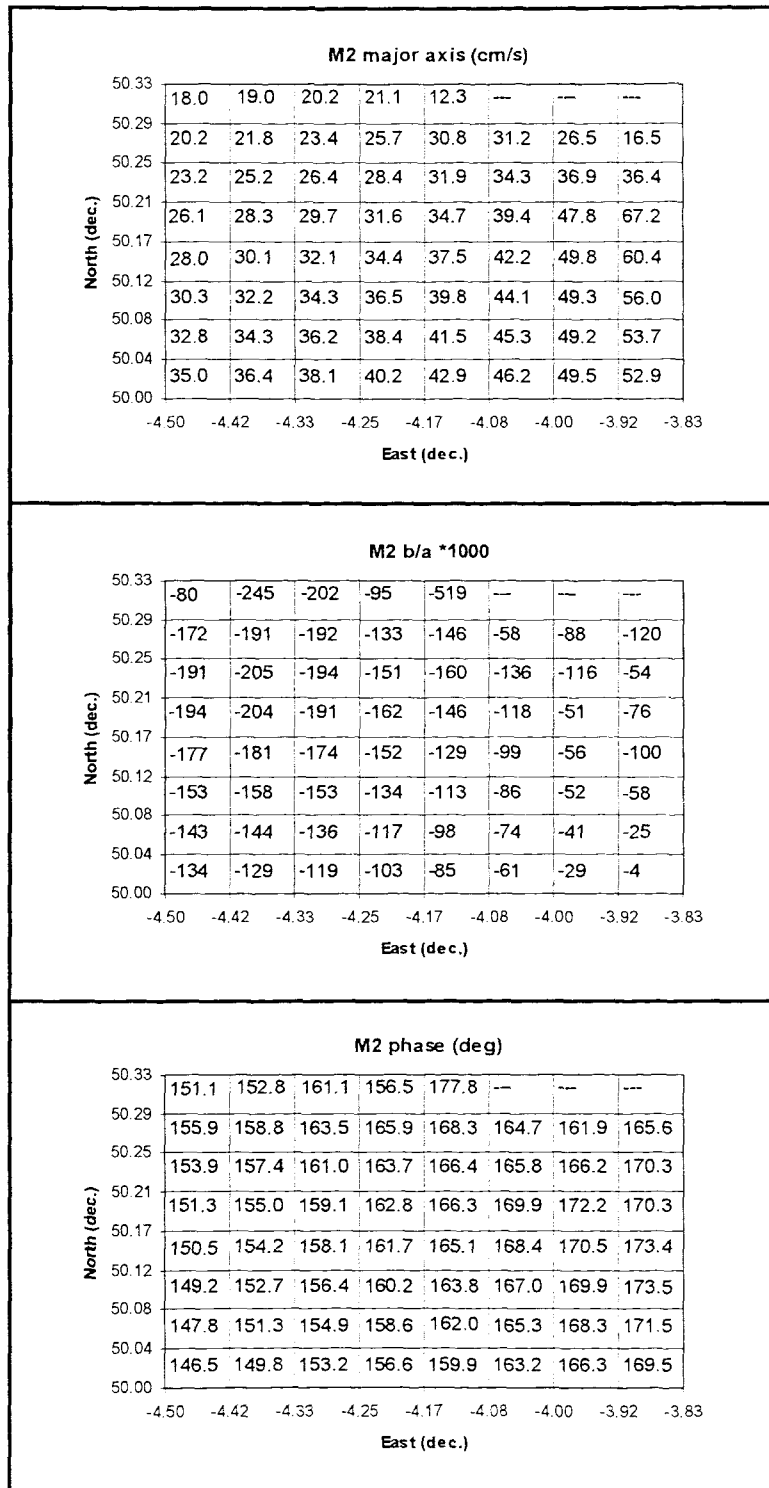 M2 major axis (cm/s)
50.33
18.0 19.0 20.2 21.1 12.3 --- --- ---
50.29
20.2 21.8 23.4 25.7 30.8 31.2 26.5 16.5
50.25
23.2 25.2 26.4 28.4 31.9 34.3 36.9 36.4
50.21
26.1 28.3 29.7 31.6 34.7 39.4 47.8 67.2
50.17
28.0 30.1 32.1 34.4 37.5 42.2 49.8 60.4
50.12
30.3 32.2 34.3 36.5 39.8 44.1 49.3 56.0
50.08
32.8 34.3 36.2 38.4 41.5 45.3 49.2 53.7
50.04
35.0 36.4 38.1 40.2 42.9 46.2 49.5 52.9
50.00
North (dec.)
-4.50 -4.42 -4.33 -4.25 -4.17 -4.08 -4.00 -3.92 -3.83
East (dec.)
M2 b/a *1000
50.33
-80 -245 -202 -95 -519 --- --- ---
50.29
-172 -191 -192 -133 -146 -58 -88 -120
50.25
-191 -205 -194 -151 -160 -136 -116 -54
50.21
-194 -204 -191 -162 -146 -118 -51 -76
50.17
-177 -181 -174 -152 -129 -99 -56 -100
50.12
-153 -158 -153 -134 -113 -86 -52 -58
50.08
-143 -144 -136 -117 -98 -74 -41 -25
50.04
-134 -129 -119 -103 -85 -61 -29 -4
50.00
North (dec.)
-4.50 -4.42 -4.33 -4.25 -4.17 -4.08 -4.00 -3.92 -3.83
East (dec.)
M2 phase (deg)
50.33
151.1 152.8 161.1 156.5 177.8 --- --- ---
50.29
155.9 158.8 163.5 165.9 168.3 164.7 161.9 165.6
50.25
153.9 157.4 161.0 163.7 166.4 165.8 166.2 170.3
50.21
151.3 155.0 159.1 162.8 166.3 169.9 172.2 170.3
50.17
150.5 154.2 158.1 161.7 165.1 168.4 170.5 173.4
50.12
149.2 152.7 156.4 160.2 163.8 167.0 169.9 173.5
50.08
147.8 151.3 154.9 158.6 162.0 165.3 168.3 171.5
50.04
146.5 149.8 153.2 156.6 159.9 163.2 166.3 169.5
50.00
North (dec.)
-4.50 -4.42 -4.33 -4.25 -4.17 -4.08 -4.00 -3.92 -3.83
East (dec.)